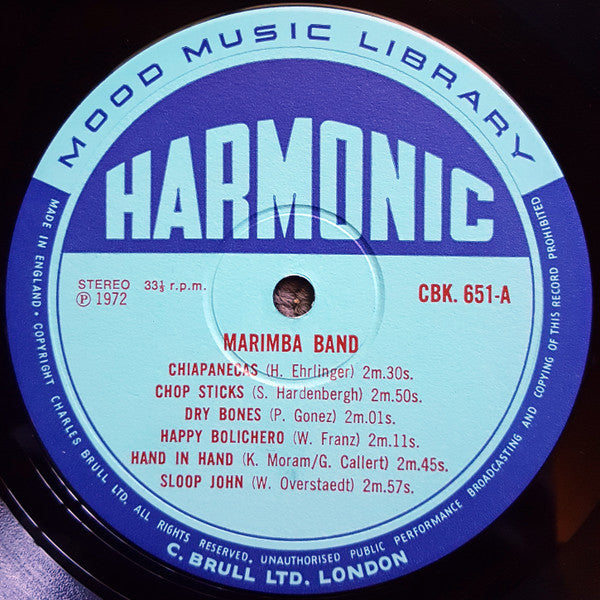 MOOD MUSIC LIBRARY
HARMONIC
STEREO 33⅓ r.p.m.
Ⓟ 1972
CBK. 651-A
MARIMBA BAND
CHIAPANECAS (H. Ehrlinger) 2m.30s.
CHOP STICKS (S. Hardenbergh) 2m.50s.
DRY BONES (P. Gonez) 2m.01s.
HAPPY BOLICHERO (W. Franz) 2m.11s.
HAND IN HAND (K. Moram/G. Callert) 2m.45s.
SLOOP JOHN (W. Overstaedt) 2m.57s.
MADE IN ENGLAND • COPYRIGHT CHARLES BRULL LTD. ALL RIGHTS RESERVED, UNAUTHORISED PUBLIC PERFORMANCE BROADCASTING AND COPYING OF THIS RECORD PROHIBITED
C. BRULL LTD. LONDON